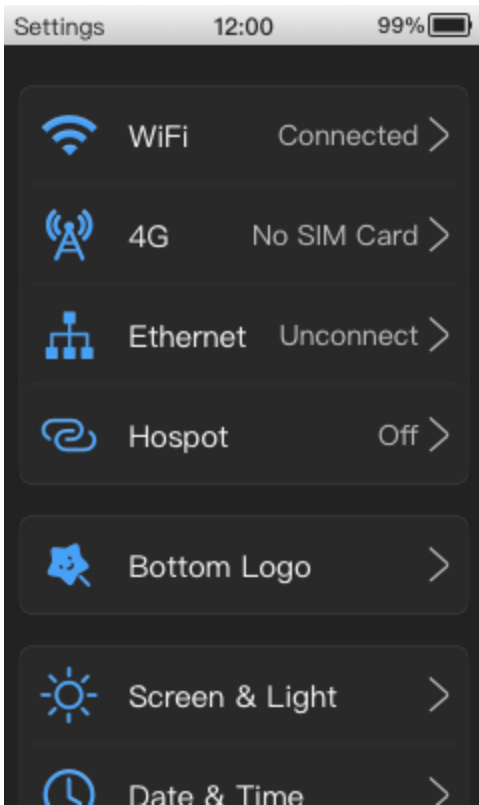 Settings 12:00 99%
WiFi Connected
4G No SIM Card
Ethernet Unconnect
Hospot Off
Bottom Logo
Screen & Light
Date & Time